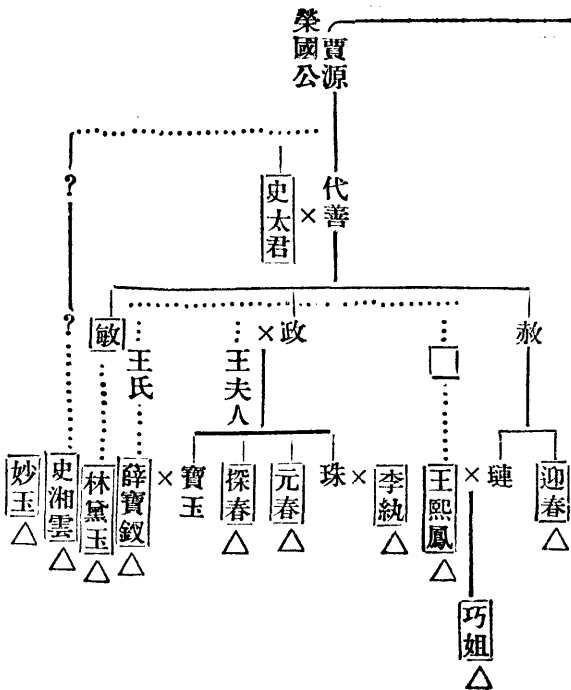 賈源
榮國公
代善
×
史太君
?
?
赦
政
×
王夫人
王氏
敏
迎春
△
璉
×
王熙鳳
△
李紈
△
×
珠
元春
△
探春
△
寶玉
×
薛寶釵
△
林黛玉
△
史湘雲
△
妙玉
△
巧姐
△